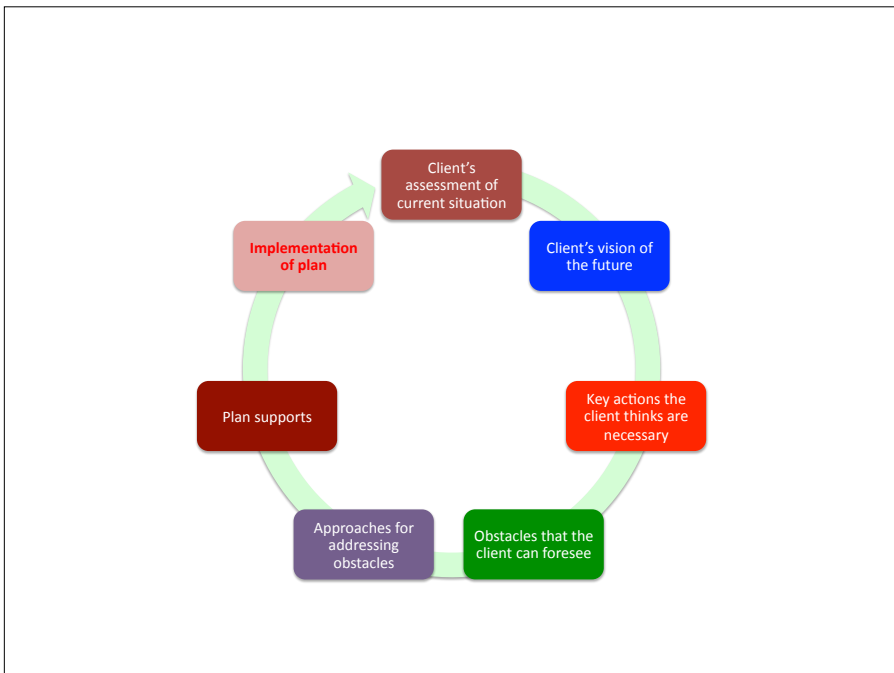 Client’s
assessment of
current situation
Client’s vision of
the future
Key actions the
client thinks are
necessary
Obstacles that the
client can foresee
Approaches for
addressing
obstacles
Plan supports
Implementation
of plan